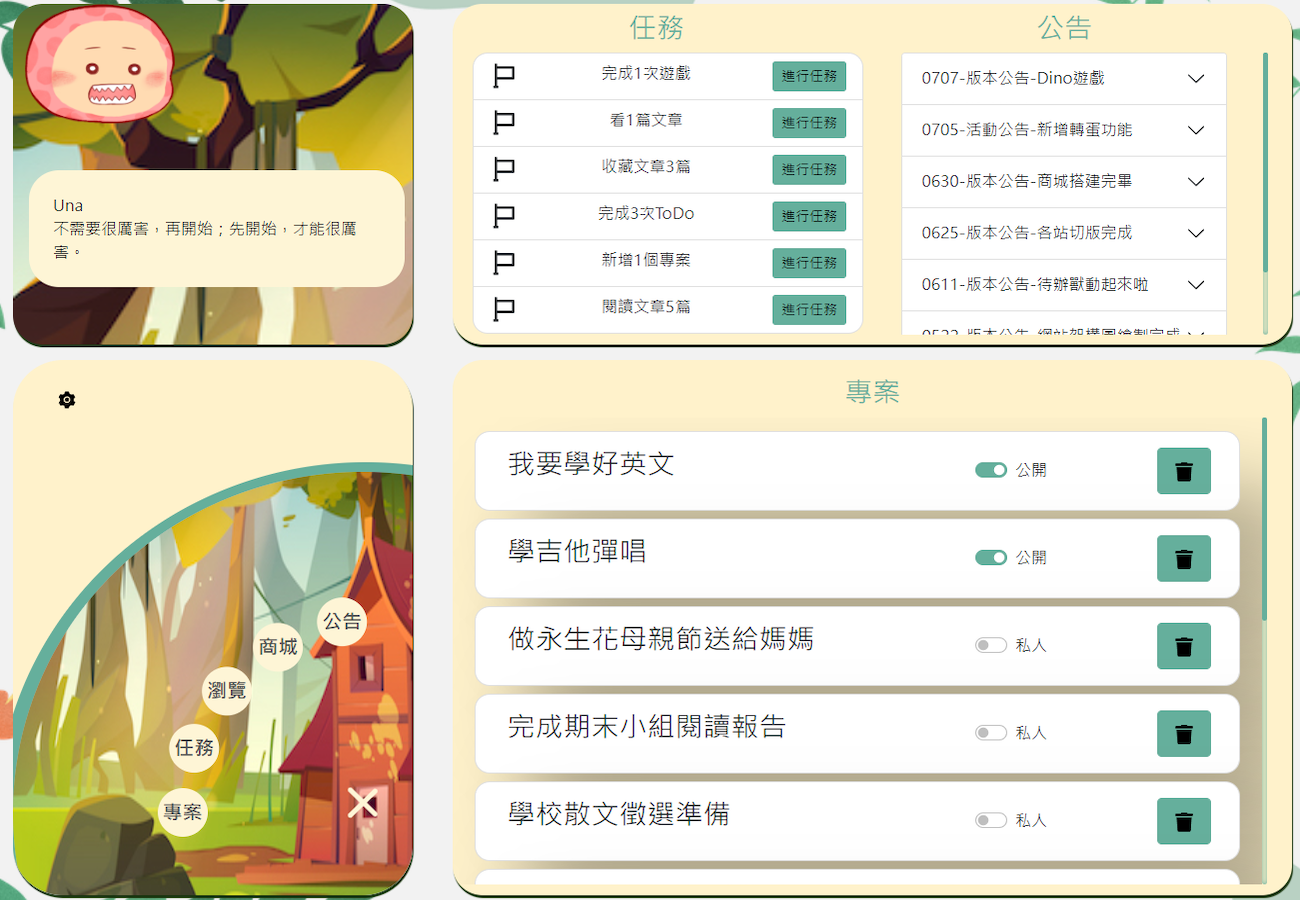 Una
不需要很厲害，再開始；先開始，才能很厲
害。
任務
完成1次遊戲 進行任務
看1篇文章 進行任務
收藏文章3篇 進行任務
完成3次ToDo 進行任務
新增1個專案 進行任務
閱讀文章5篇 進行任務
公告
0707-版本公告-Dino遊戲
0705-活動公告-新增轉蛋功能
0630-版本公告-商城搭建完畢
0625-版本公告-各站切版完成
0611-版本公告-待辦獸動起來啦
公告
商城
瀏覽
任務
專案
專案
我要學好英文 公開
學吉他彈唱 公開
做永生花母親節送給媽媽 私人
完成期末小組閱讀報告 私人
學校散文徵選準備 私人